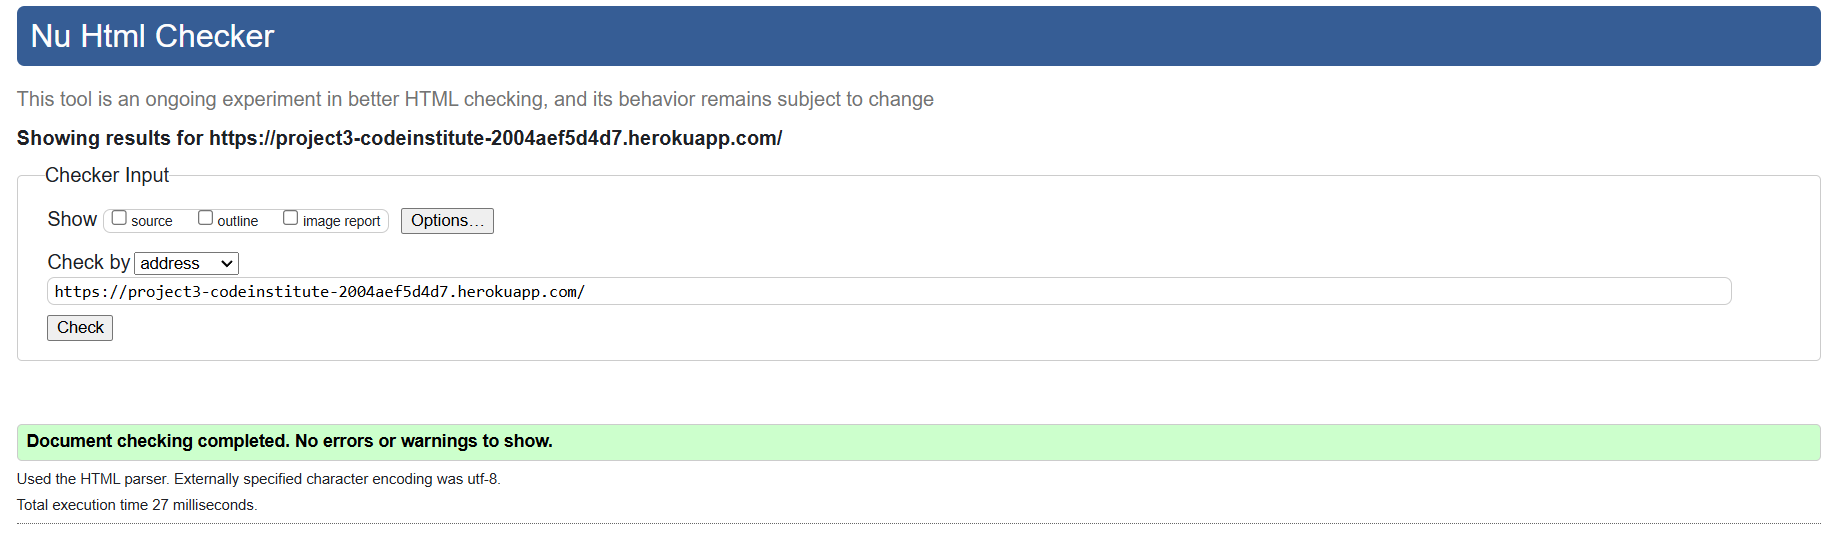 Nu Html Checker
This tool is an ongoing experiment in better HTML checking, and its behavior remains subject to change
Showing results for https://project3-codeinstitute-2004aef5d4d7.herokuapp.com/
Checker Input
Show source outline image report Options…
Check by address
https://project3-codeinstitute-2004aef5d4d7.herokuapp.com/
Check
Document checking completed. No errors or warnings to show.
Used the HTML parser. Externally specified character encoding was utf-8.
Total execution time 27 milliseconds.